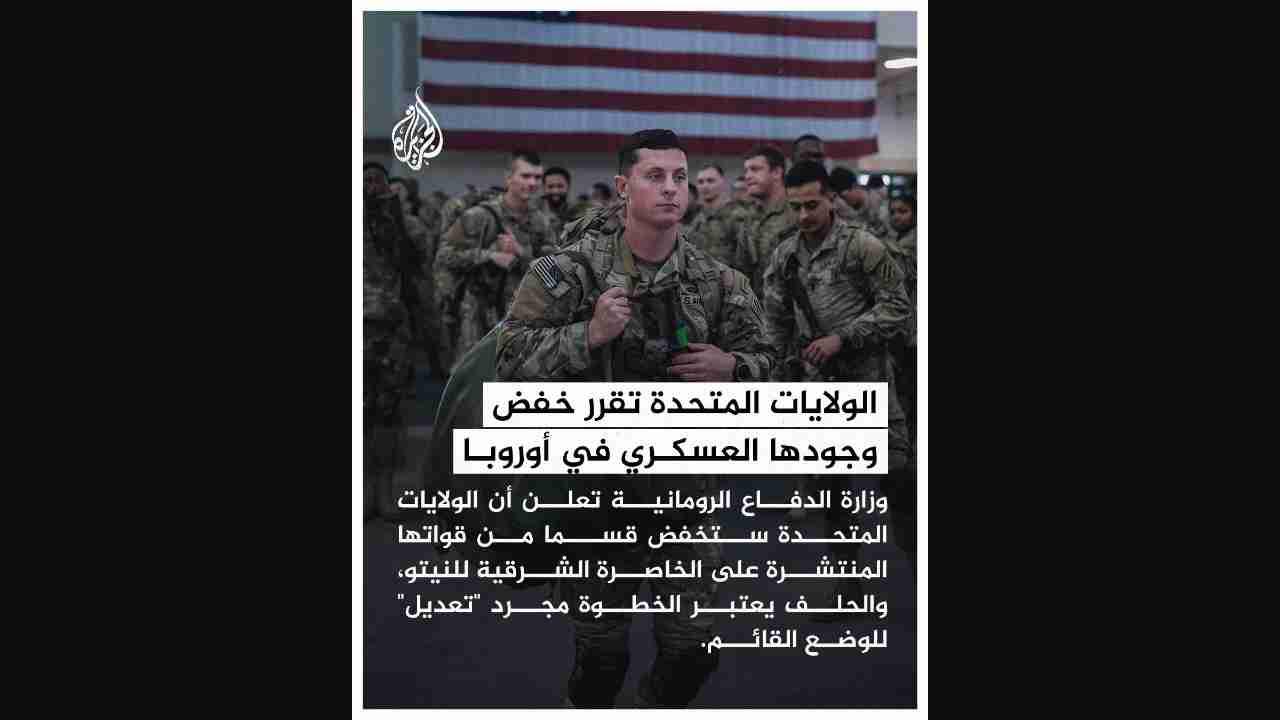 الجزيرة
الولايات المتحدة تقرر خفض
وجودها العسكري في أوروبا
وزارة الدفاع الرومانية تعلن أن الولايات
المتحدة ستخفض قسما من قواتها
المنتشرة على الخاصرة الشرقية للنيتو،
والحلف يعتبر الخطوة مجرد "تعديل"
للوضع القائم.